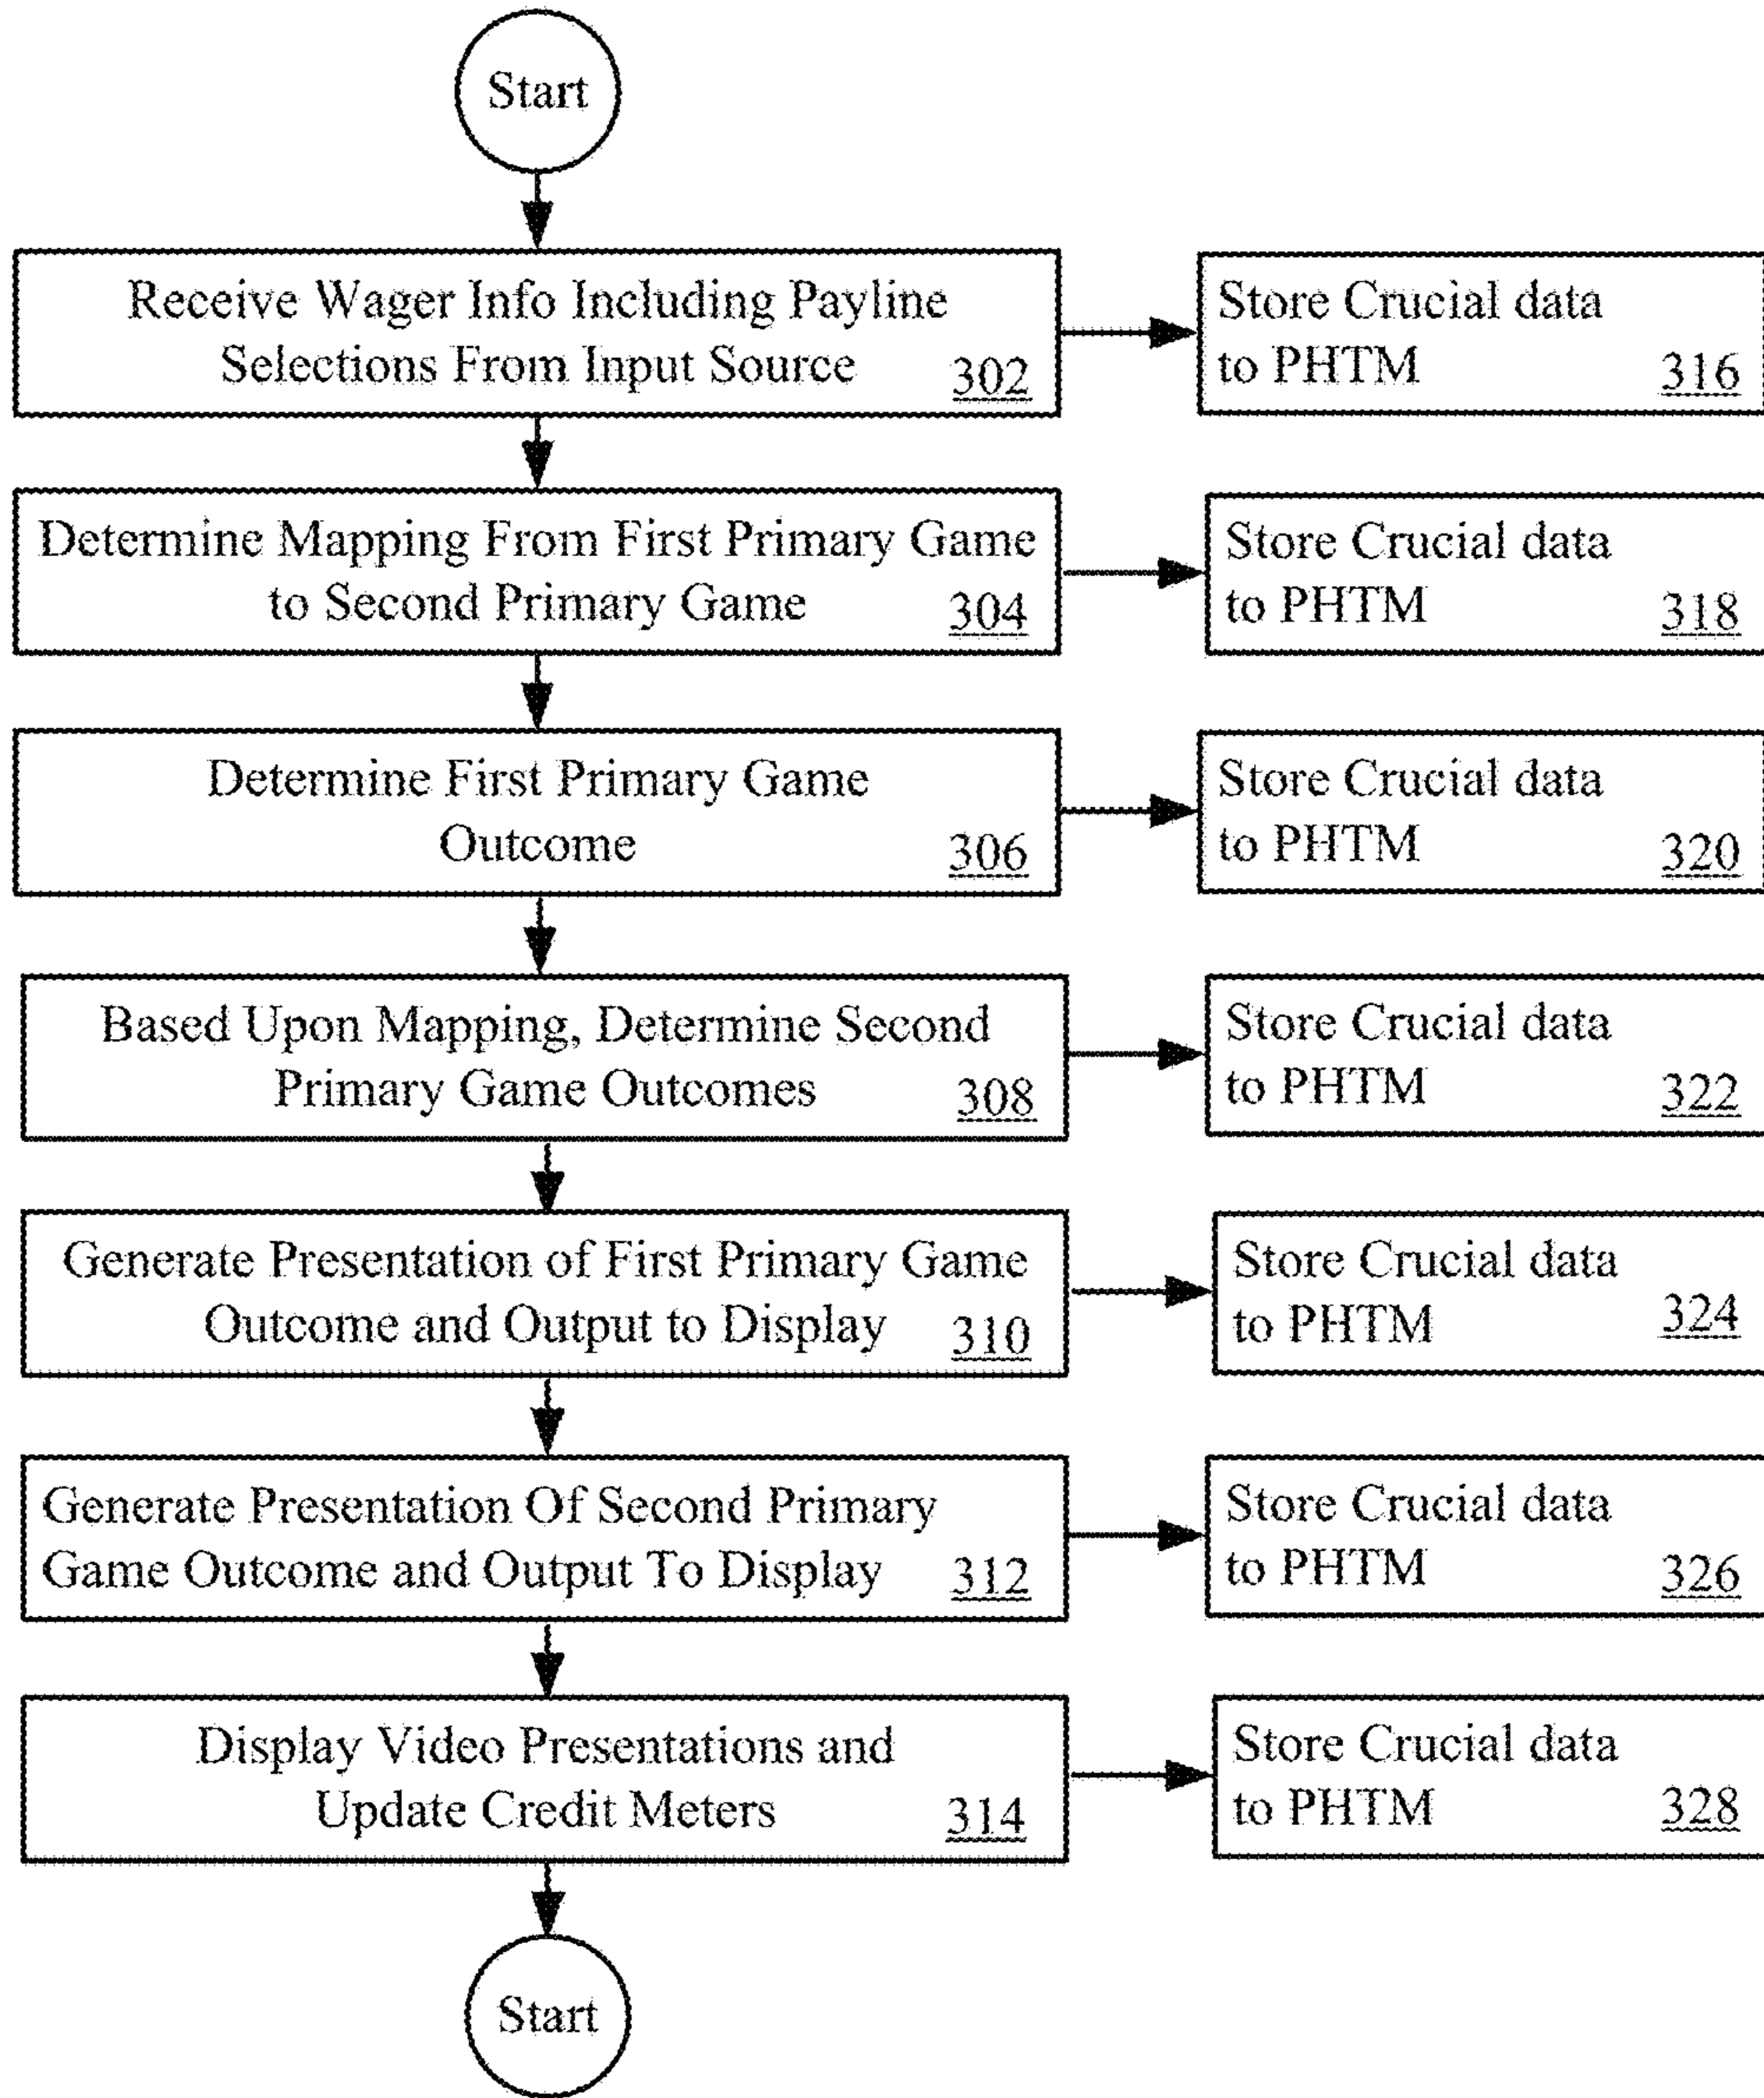 Start
Receive Wager Info Including Payline
Selections From Input Source
302
Store Crucial data
to PHTM
316
Determine Mapping From First Primary Game
to Second Primary Game
304
Store Crucial data
to PHTM
318
Determine First Primary Game
Outcome
306
Store Crucial data
to PHTM
320
Based Upon Mapping, Determine Second
Primary Game Outcomes
308
Store Crucial data
to PHTM
322
Generate Presentation of First Primary Game
Outcome and Output to Display
310
Store Crucial data
to PHTM
324
Generate Presentation Of Second Primary
Game Outcome and Output To Display
312
Store Crucial data
to PHTM
326
Display Video Presentations and
Update Credit Meters
314
Store Crucial data
to PHTM
328
Start